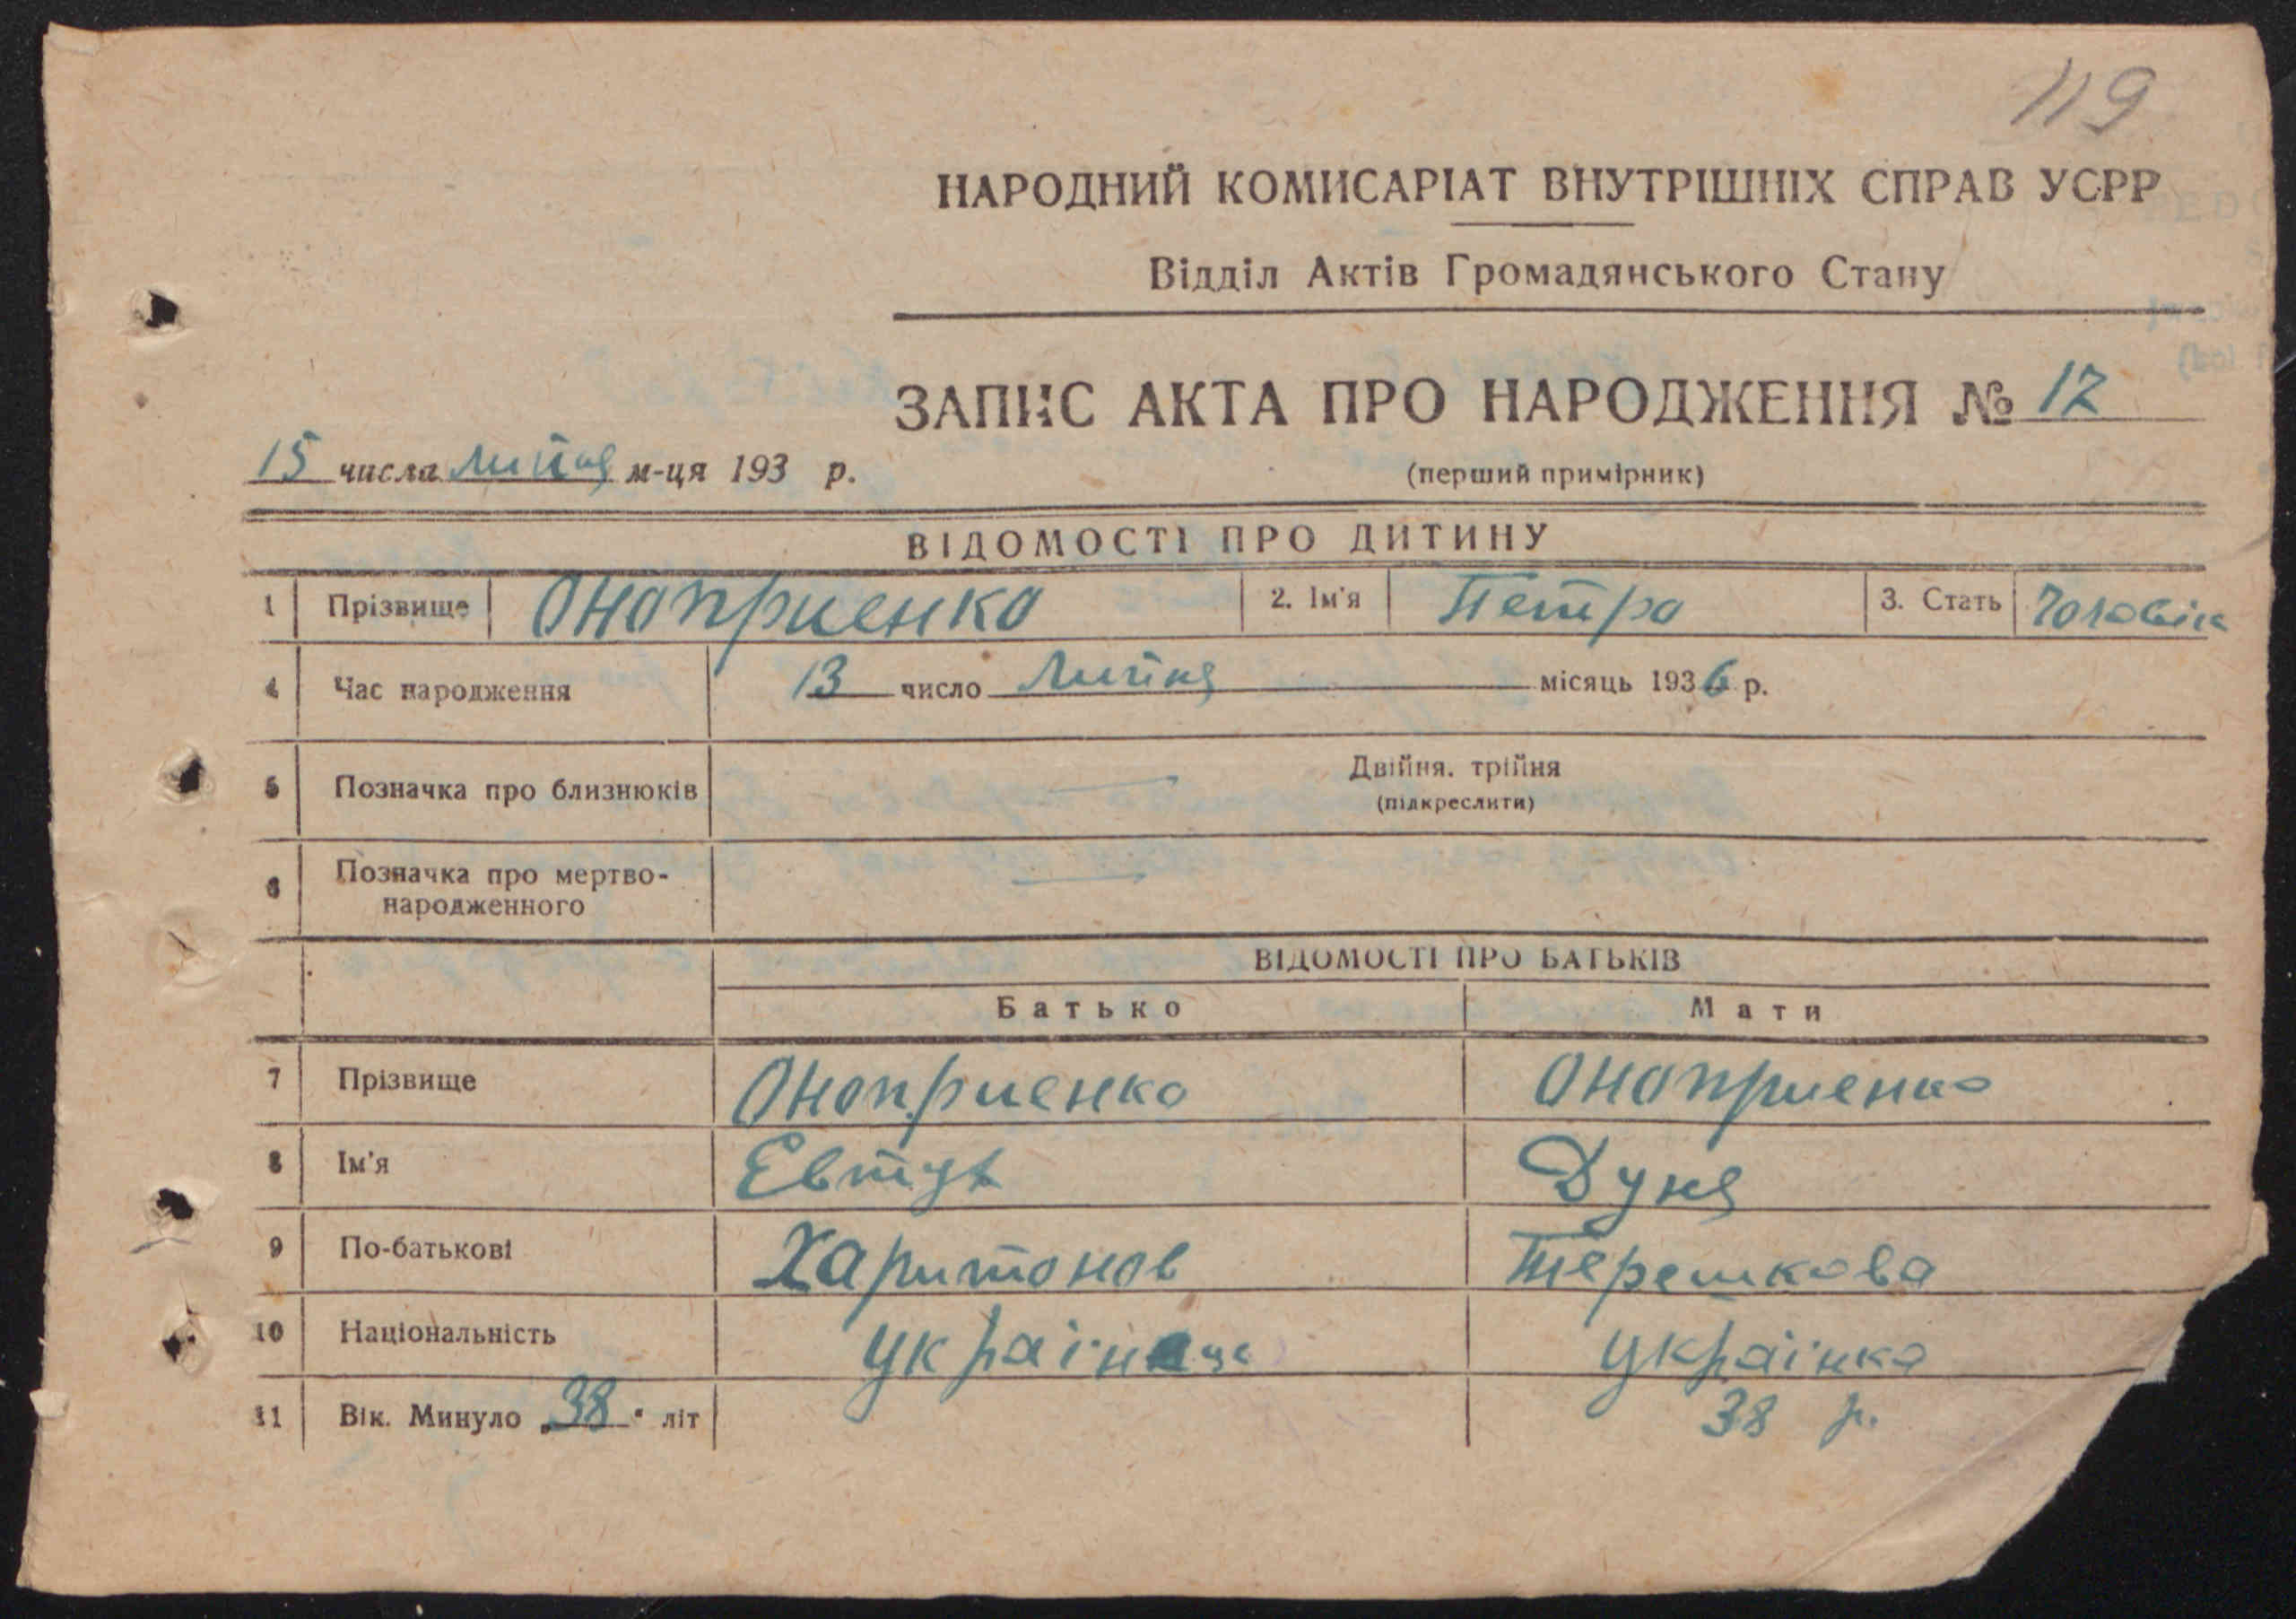 119
НАРОДНИЙ КОМИСАРІАТ ВНУТРІШНІХ СПРАВ УСРР
Відділ Актів Громадянського Стану
ЗАПИС АКТА ПРО НАРОДЖЕННЯ № 12
15 числа Липня м-ця 193 р.
(перший примірник)
ВІДОМОСТІ ПРО ДИТИНУ
1 Прізвище Оноприенко 2. Ім'я Петро 3. Стать Чоловік
4 Час народження 13 число Липня місяць 1936 р.
5 Позначка про близнюків — Двійня. трійня
(підкреслити)
6 Позначка про мертво-
народженного —
ВІДОМОСТІ ПРО БАТЬКІВ
Батько Мати
7 Прізвище Оноприенко Оноприенко
8 Ім'я Евтух Дуня
9 По-батькові Харитонов Терешкова
10 Національність українець українка
11 Вік. Минуло „38“ літ 38 р.